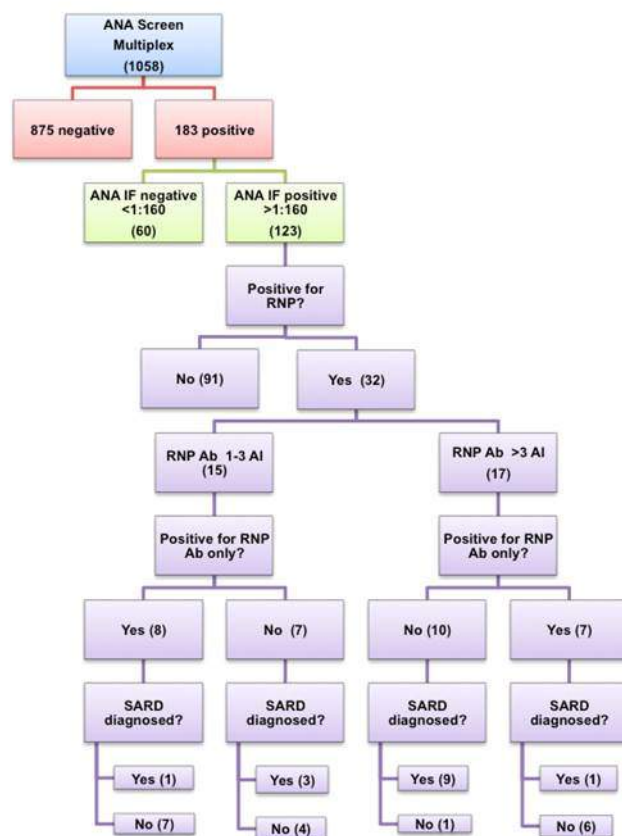 ANA Screen
Multiplex
(1058)
875 negative
183 positive
ANA IF negative
<1:160
(60)
ANA IF positive
>1:160
(123)
Positive for
RNP?
No (91)
Yes (32)
RNP Ab 1-3 AI
(15)
RNP Ab >3 AI
(17)
Positive for RNP
Ab only?
Positive for RNP
Ab only?
Yes (8)
No (7)
No (10)
Yes (7)
SARD
diagnosed?
SARD
diagnosed?
SARD
diagnosed?
SARD
diagnosed?
Yes (1)
Yes (3)
Yes (9)
Yes (1)
No (7)
No (4)
No (1)
No (6)